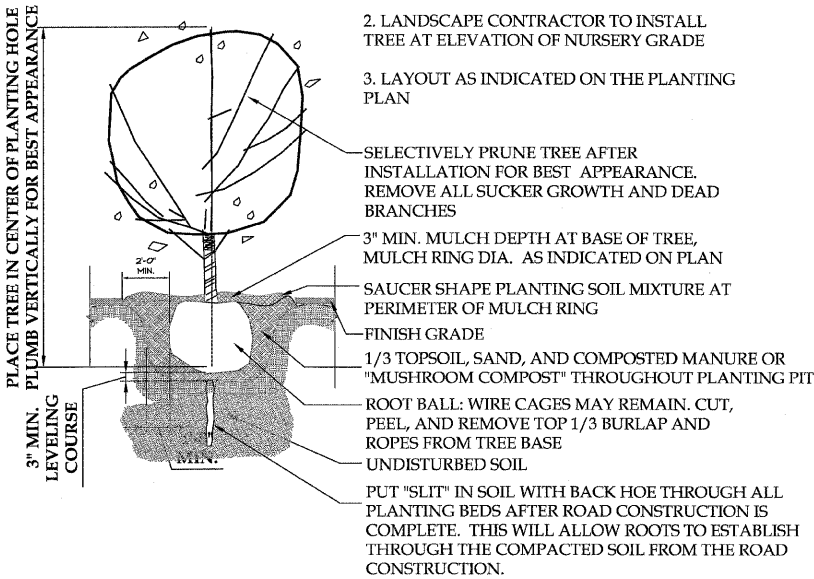 2. LANDSCAPE CONTRACTOR TO INSTALL
TREE AT ELEVATION OF NURSERY GRADE
3. LAYOUT AS INDICATED ON THE PLANTING
PLAN
SELECTIVELY PRUNE TREE AFTER
INSTALLATION FOR BEST APPEARANCE.
REMOVE ALL SUCKER GROWTH AND DEAD
BRANCHES
3" MIN. MULCH DEPTH AT BASE OF TREE,
MULCH RING DIA. AS INDICATED ON PLAN
SAUCER SHAPE PLANTING SOIL MIXTURE AT
PERIMETER OF MULCH RING
FINISH GRADE
1/3 TOPSOIL, SAND, AND COMPOSTED MANURE OR
"MUSHROOM COMPOST" THROUGHOUT PLANTING PIT
ROOT BALL: WIRE CAGES MAY REMAIN. CUT,
PEEL, AND REMOVE TOP 1/3 BURLAP AND
ROPES FROM TREE BASE
UNDISTURBED SOIL
PUT "SLIT" IN SOIL WITH BACK HOE THROUGH ALL
PLANTING BEDS AFTER ROAD CONSTRUCTION IS
COMPLETE. THIS WILL ALLOW ROOTS TO ESTABLISH
THROUGH THE COMPACTED SOIL FROM THE ROAD
CONSTRUCTION.
PLACE TREE IN CENTER OF PLANTING HOLE
PLUMB VERTICALLY FOR BEST APPEARANCE
3" MIN.
LEVELING
COURSE
2'-0"
MIN.
MIN.